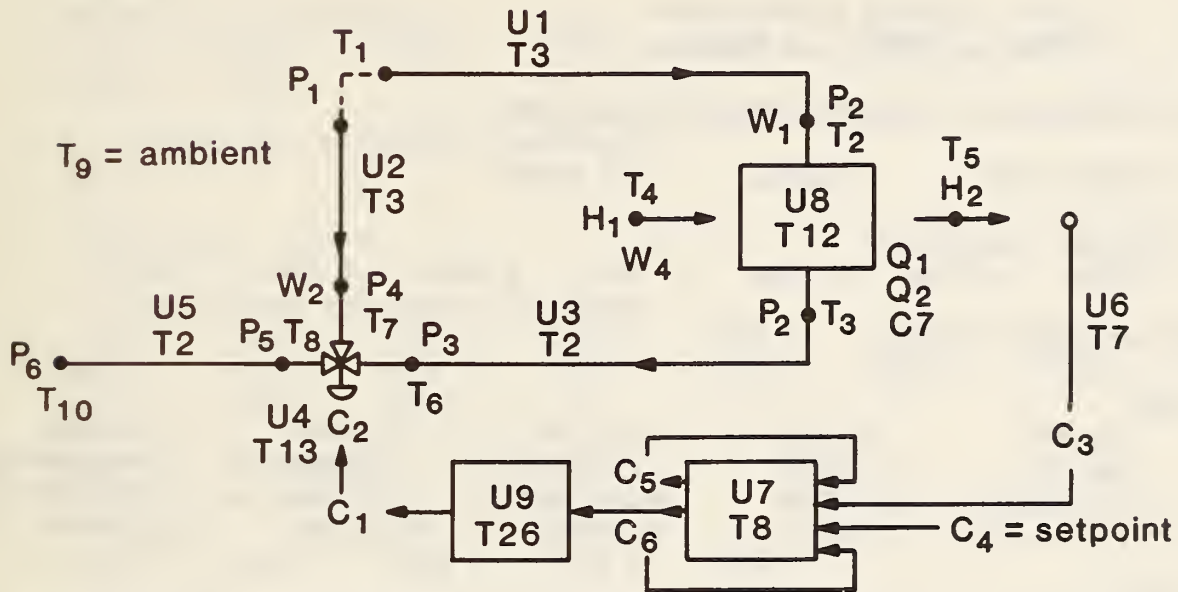 T1
U1
T3
P1
P2
W1
T2
T9 = ambient
U2
T3
T4
H1
W4
U8
T12
T5
H2
Q1
Q2
C7
U6
T7
W2
P4
T7
U5
T2
P5
T8
P3
U3
T2
P2
T3
P6
T10
T6
U4
T13
C2
C3
C5
U7
T8
U9
T26
C1
C6
C4 = setpoint